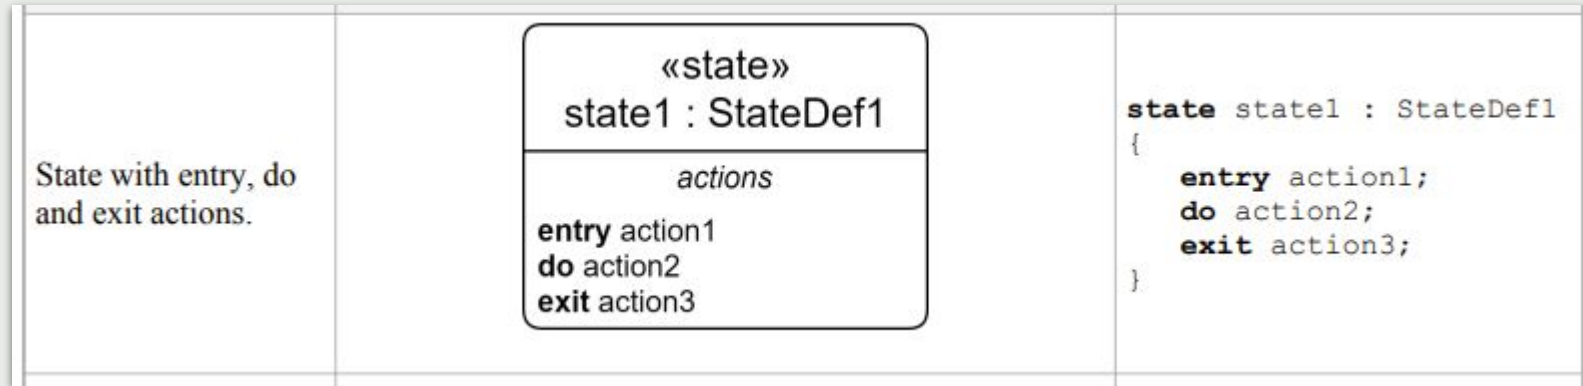 State with entry, do
and exit actions.
«state»
state1 : StateDef1
actions
entry action1
do action2
exit action3
state state1 : StateDef1
{
entry action1;
do action2;
exit action3;
}